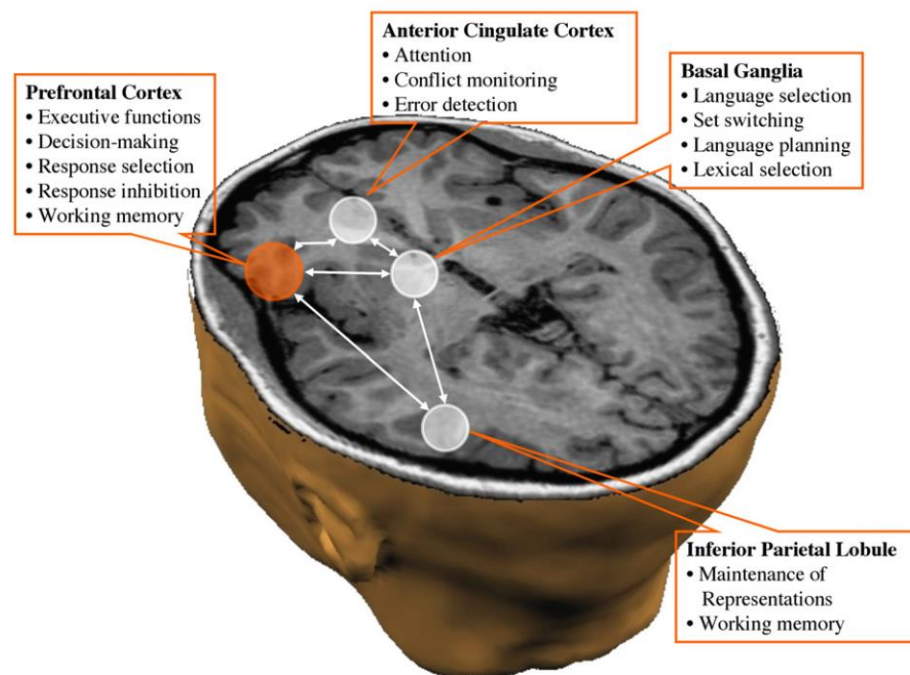 Anterior Cingulate Cortex
• Attention
• Conflict monitoring
• Error detection
Basal Ganglia
• Language selection
• Set switching
• Language planning
• Lexical selection
Prefrontal Cortex
• Executive functions
• Decision-making
• Response selection
• Response inhibition
• Working memory
Inferior Parietal Lobule
• Maintenance of
Representations
• Working memory